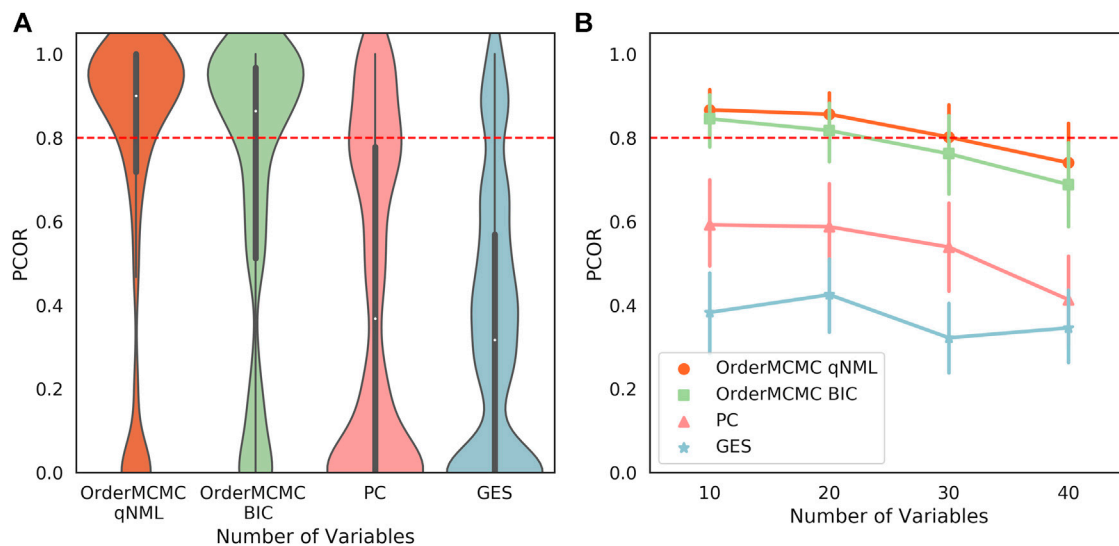 A
PCOR
1.0
0.8
0.6
0.4
0.2
0.0
OrderMCMC
qNML
OrderMCMC
BIC
PC
GES
Number of Variables
B
PCOR
1.0
0.8
0.6
0.4
0.2
0.0
OrderMCMC qNML
OrderMCMC BIC
PC
GES
10
20
30
40
Number of Variables